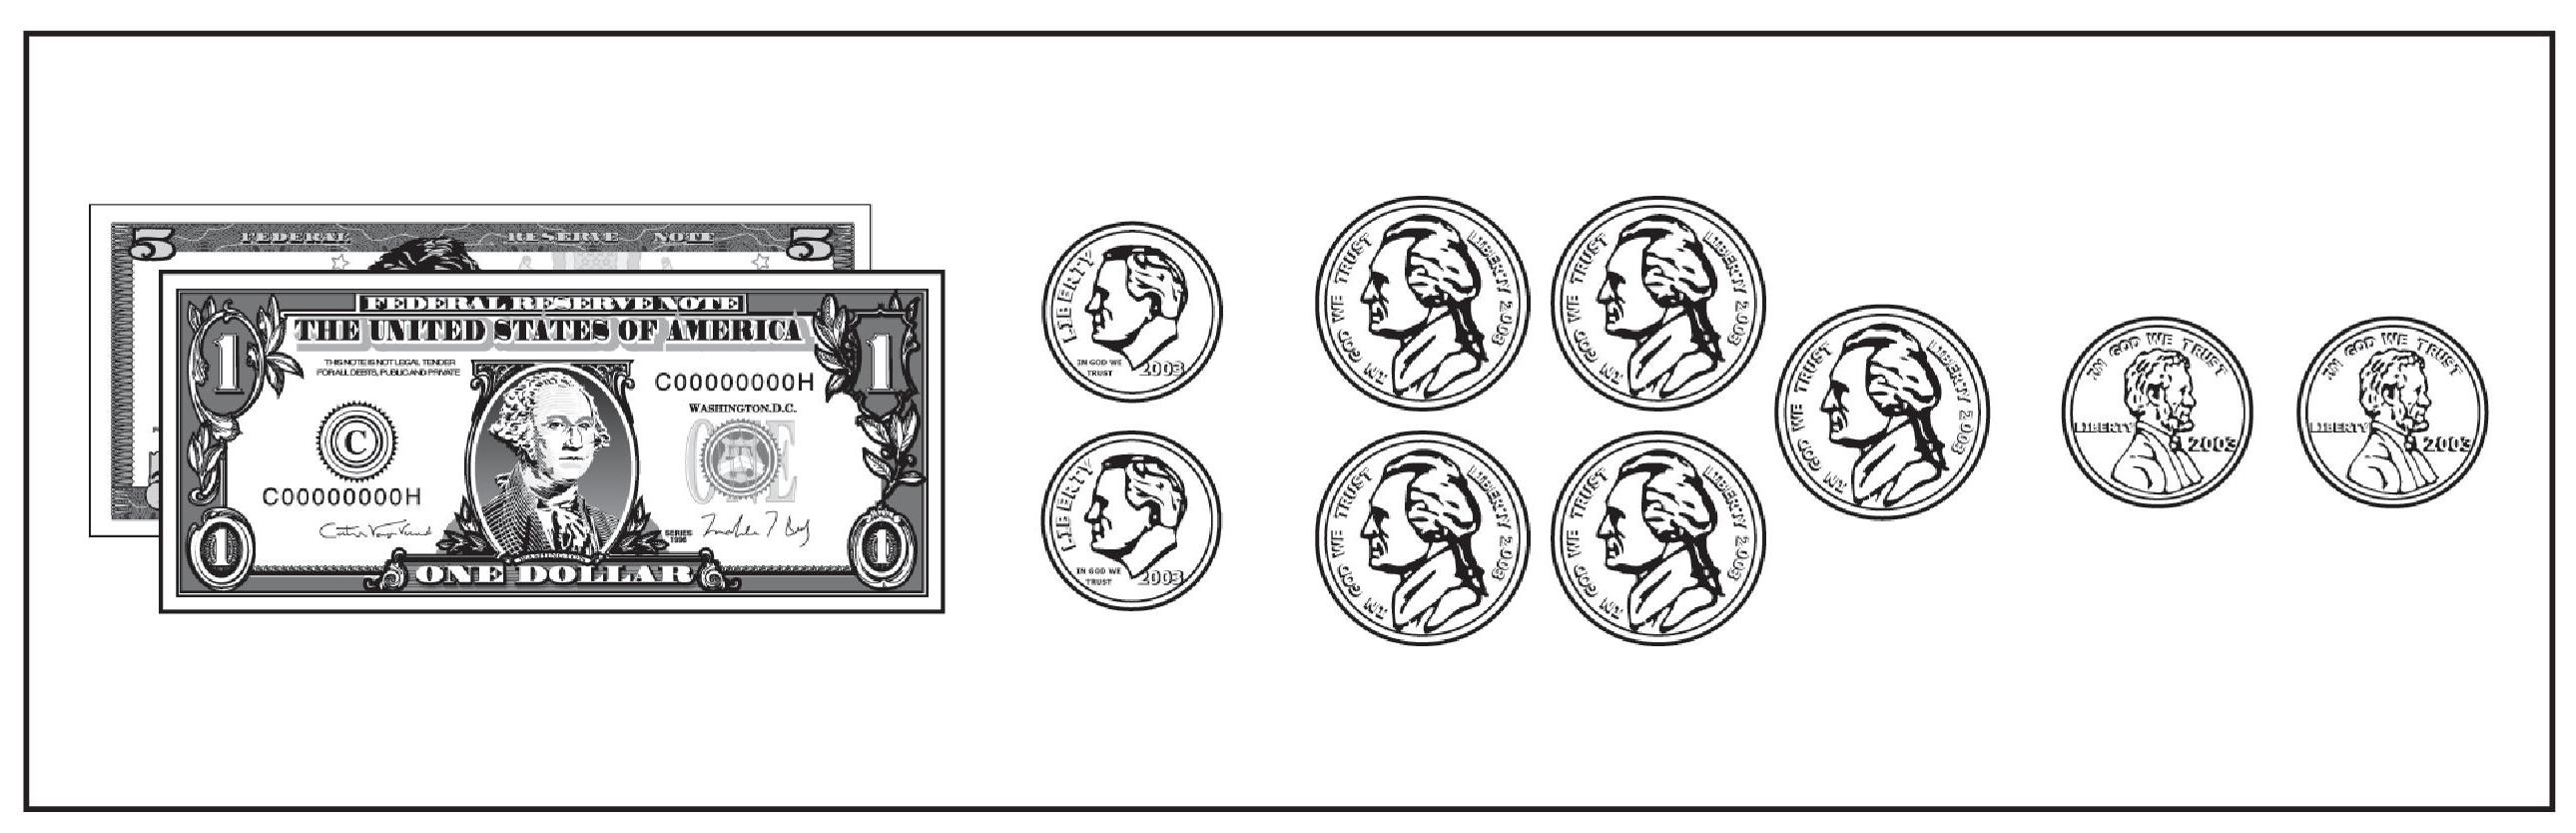 5 FEDERAL RESERVE NOTE 5
FEDERAL RESERVE NOTE
THE UNITED STATES OF AMERICA
1 1
THIS NOTE IS NOT LEGAL TENDER
FOR ALL DEBTS, PUBLIC AND PRIVATE
C00000000H
WASHINGTON, D.C.
C
ONE
C00000000H
SERIES
1996
1 1
WASHINGTON
ONE DOLLAR
LIBERTY
IN GOD WE
TRUST 2003
LIBERTY
IN GOD WE
TRUST 2003
IN GOD WE TRUST LIBERTY 2003
IN GOD WE TRUST LIBERTY 2003
IN GOD WE TRUST LIBERTY 2003
IN GOD WE TRUST LIBERTY 2003
IN GOD WE TRUST LIBERTY 2003
IN GOD WE TRUST
LIBERTY 2003
IN GOD WE TRUST
LIBERTY 2003